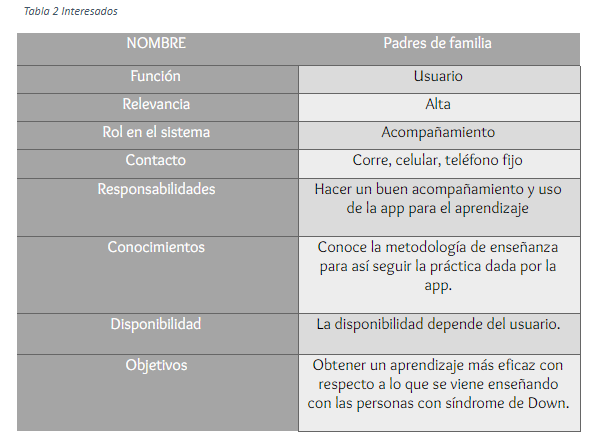 Tabla 2 Interesados
NOMBRE Padres de familia
Función Usuario
Relevancia Alta
Rol en el sistema Acompañamiento
Contacto Corre, celular, teléfono fijo
Responsabilidades Hacer un buen acompañamiento y uso
de la app para el aprendizaje
Conocimientos Conoce la metodología de enseñanza
para así seguir la práctica dada por la
app.
Disponibilidad La disponibilidad depende del usuario.
Objetivos Obtener un aprendizaje más eficaz con
respecto a lo que se viene enseñando
con las personas con síndrome de Down.